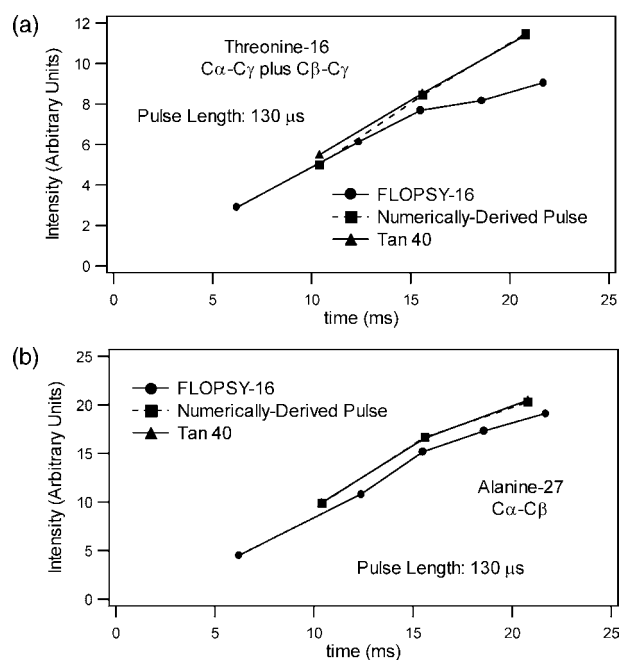 (a)
Intensity (Arbitrary Units)
12
10
8
6
4
2
0
Threonine-16
Cα-Cγ plus Cβ-Cγ
Pulse Length: 130 µs
FLOPSY-16
Numerically-Derived Pulse
Tan 40
0 5 10 15 20 25
time (ms)
(b)
Intensity (Arbitrary Units)
25
20
15
10
5
0
FLOPSY-16
Numerically-Derived Pulse
Tan 40
Alanine-27
Cα-Cβ
Pulse Length: 130 µs
0 5 10 15 20 25
time (ms)